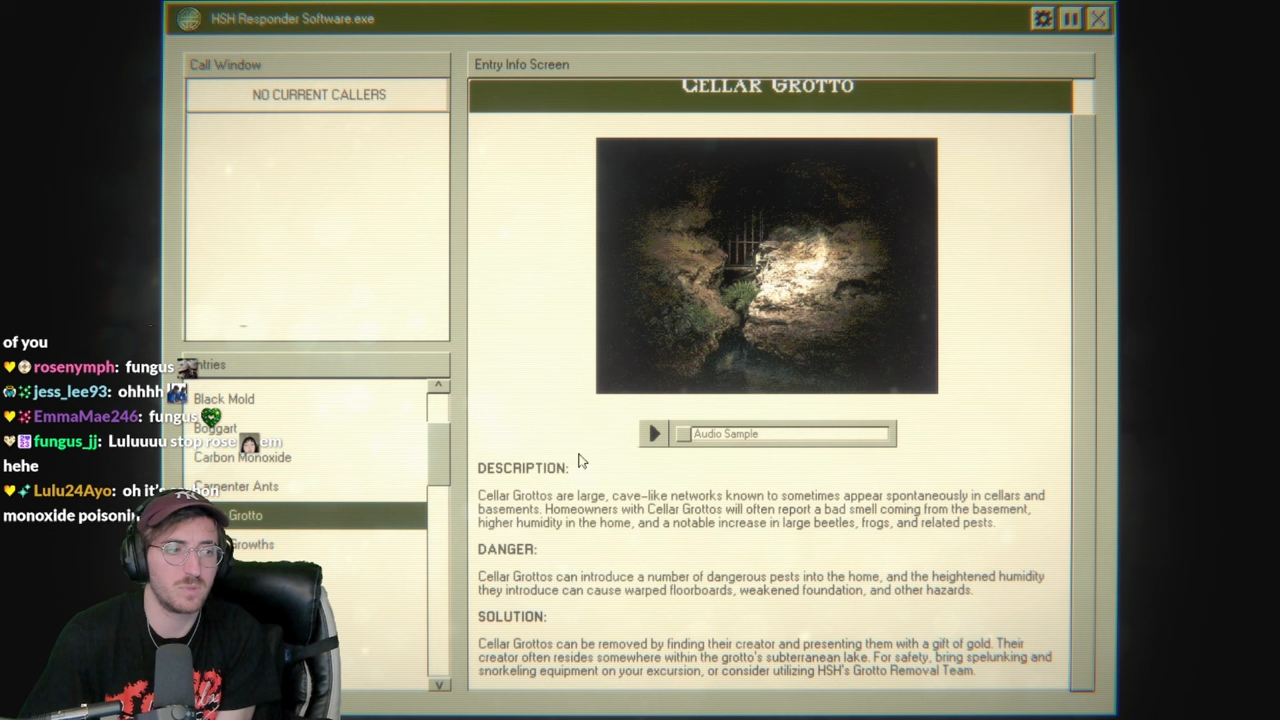 HSH Responder Software.exe
Call Window
NO CURRENT CALLERS
Entry Info Screen
CELLAR GROTTO
Audio Sample
DESCRIPTION:
Cellar Grottos are large, cave-like networks known to sometimes appear spontaneously in cellars and
basements. Homeowners with Cellar Grottos will often report a bad smell coming from the basement,
higher humidity in the home, and a notable increase in large beetles, frogs, and related pests.
DANGER:
Cellar Grottos can introduce a number of dangerous pests into the home, and the heightened humidity
they introduce can cause warped floorboards, weakened foundation, and other hazards.
SOLUTION:
Cellar Grottos can be removed by finding their creator and presenting them with a gift of gold. Their
creator often resides somewhere within the grotto's subterranean lake. For safety, bring spelunking and
snorkeling equipment on your excursion, or consider utilizing HSH's Grotto Removal Team.
ntries
Black Mold
Boggart
Carbon Monoxide
Carpenter Ants
Grotto
Growths
of you
rosenymph: fungus
jess_lee93: ohhhh
EmmaMae246: fungus
fungus_jj: Luluuuu stop rose em
hehe
Lulu24Ayo: oh it's
monoxide